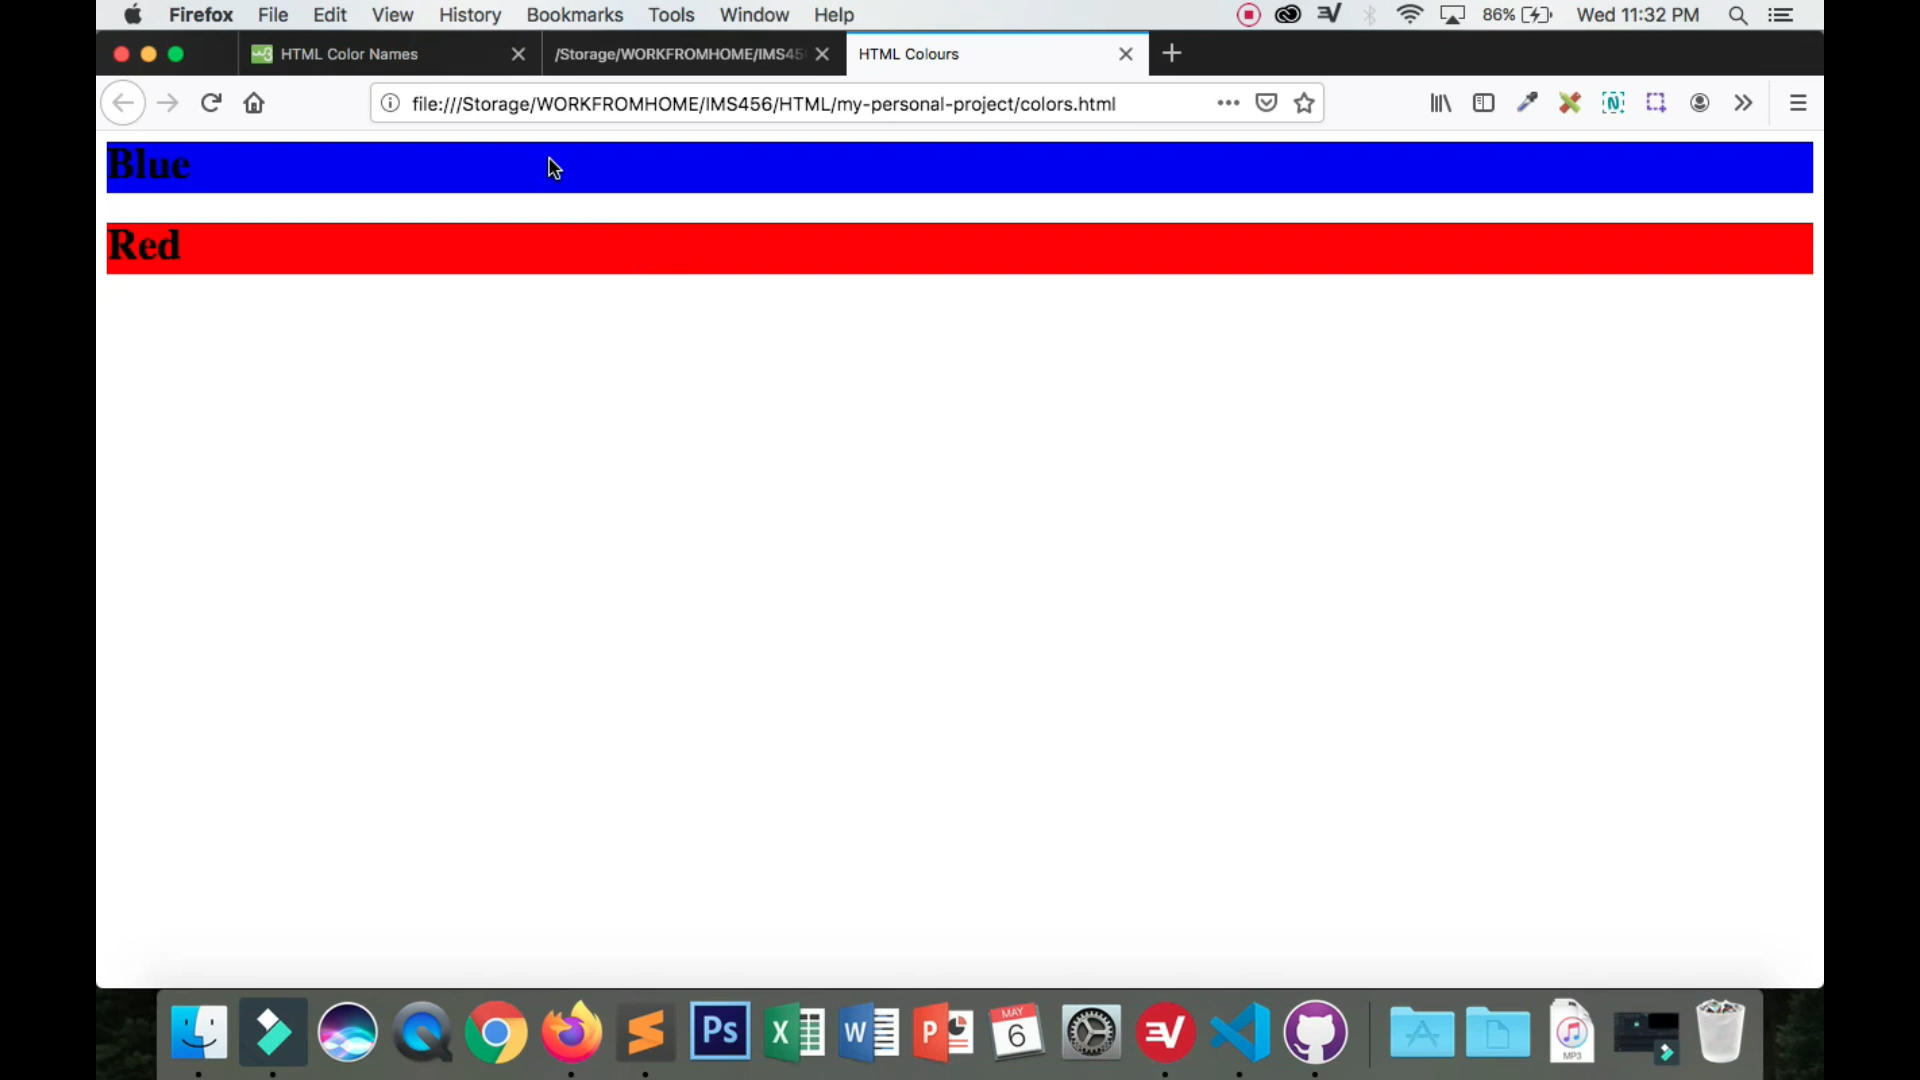 Firefox File Edit View History Bookmarks Tools Window Help 86% Wed 11:32 PM
HTML Color Names /Storage/WORKFROMHOME/IMS45 HTML Colours
file:///Storage/WORKFROMHOME/IMS456/HTML/my-personal-project/colors.html
Blue
Red
Ps X W P MAY 6 MP3